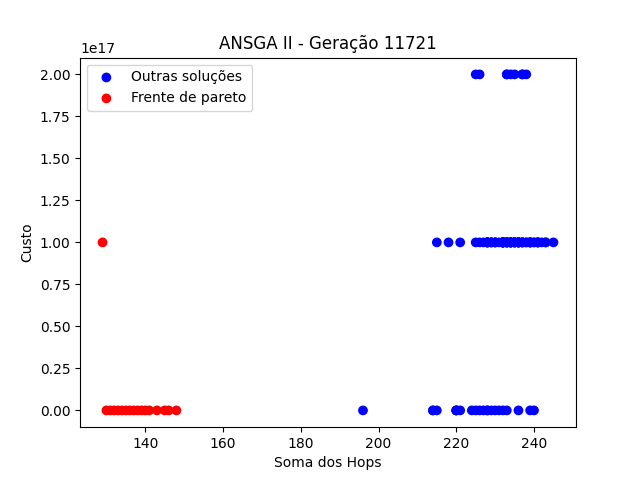 ANSGA II - Geração 11721
1e17
Outras soluções
Frente de pareto
2.00
1.75
1.50
1.25
1.00
0.75
0.50
0.25
0.00
Custo
140 160 180 200 220 240
Soma dos Hops